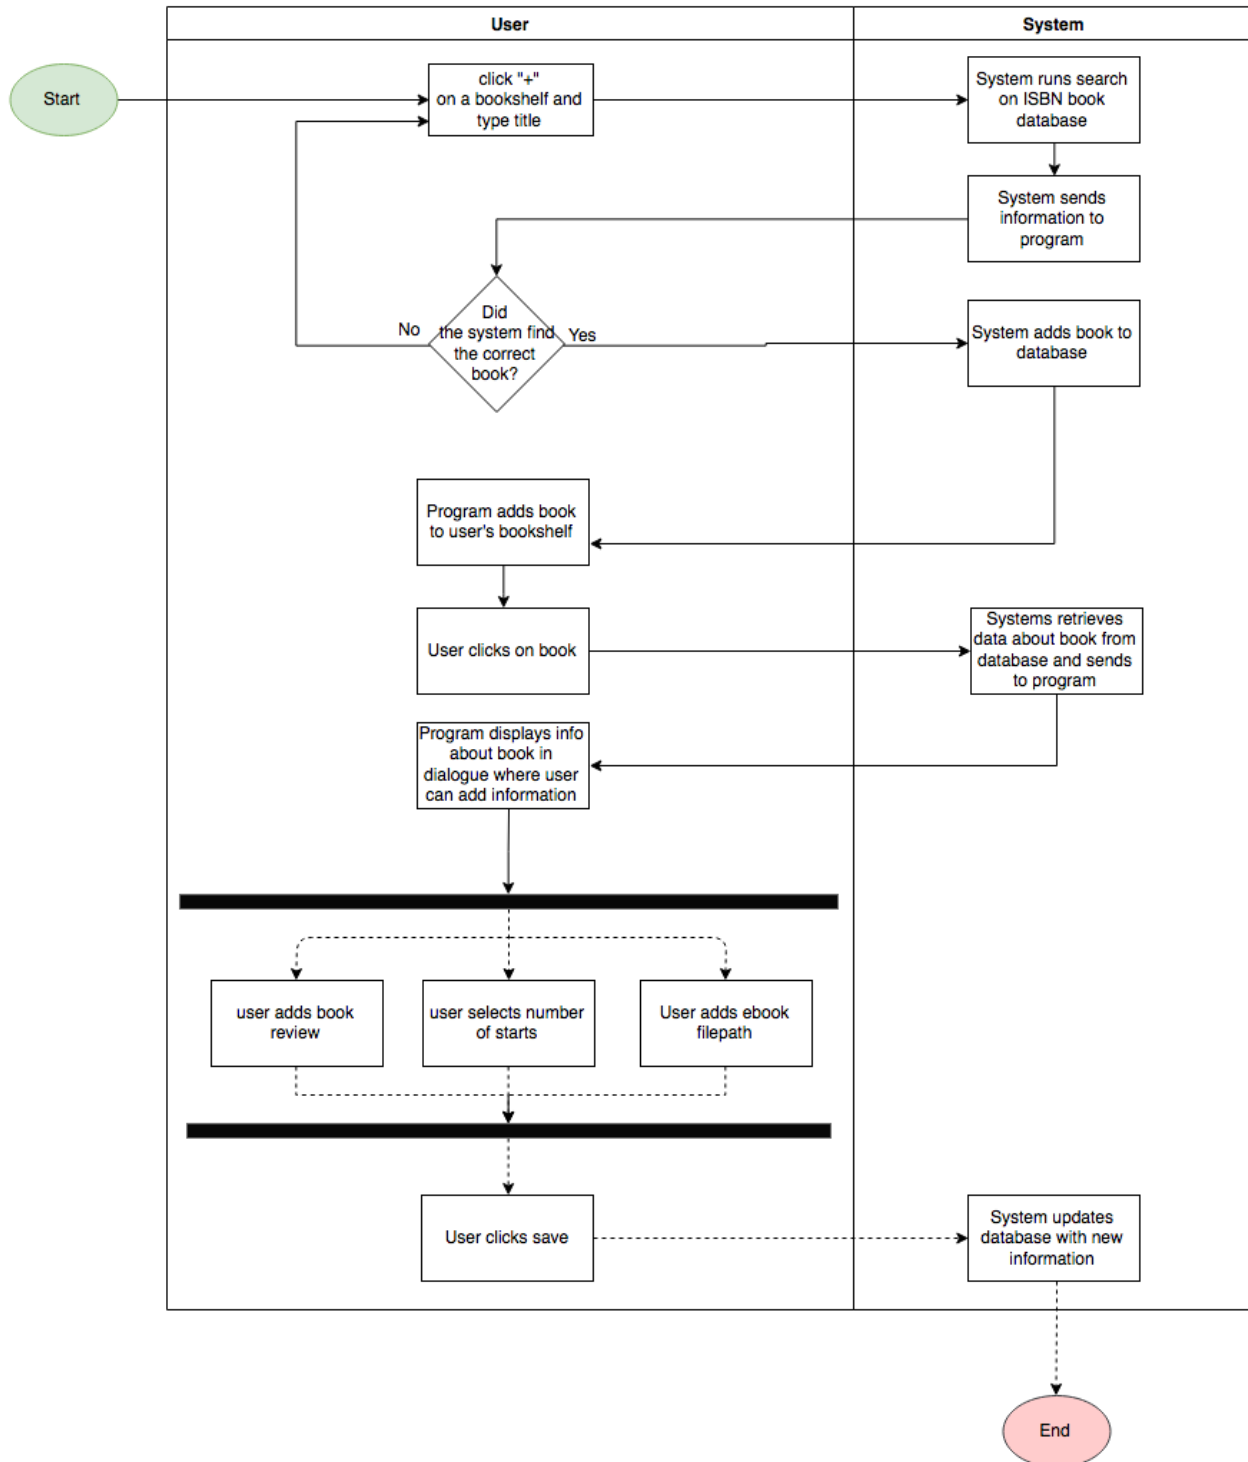 User
System
Start
click "+"
on a bookshelf and
type title
System runs search
on ISBN book
database
System sends
information to
program
Did
the system find
the correct
book?
No
Yes
System adds book to
database
Program adds book
to user's bookshelf
User clicks on book
Systems retrieves
data about book from
database and sends
to program
Program displays info
about book in
dialogue where user
can add information
user adds book
review
user selects number
of starts
User adds ebook
filepath
User clicks save
System updates
database with new
information
End